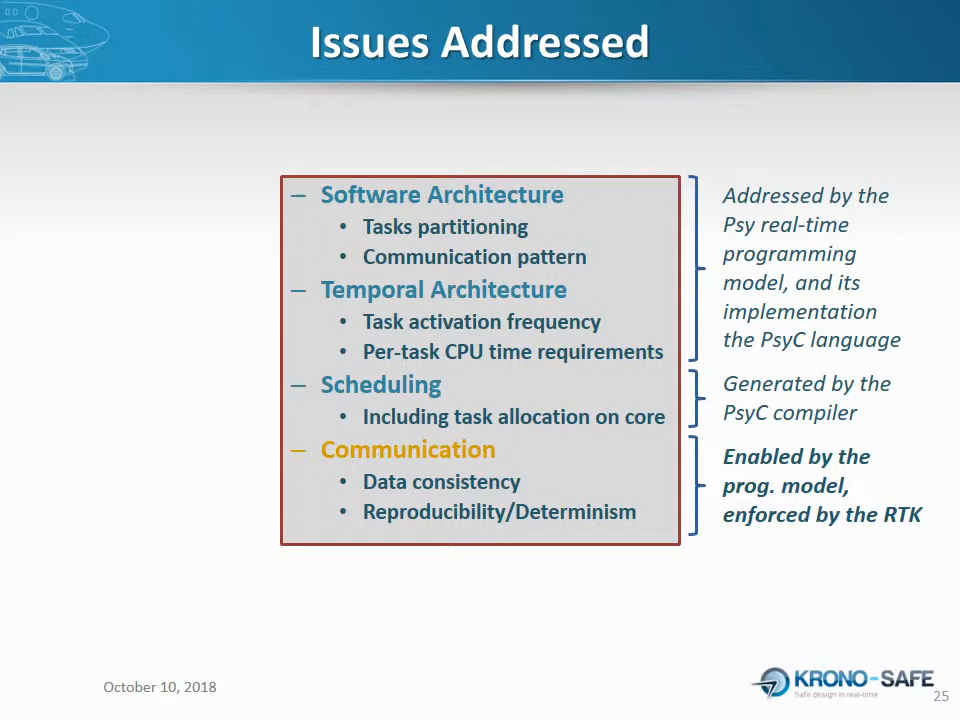 Issues Addressed
– Software Architecture
• Tasks partitioning
• Communication pattern
– Temporal Architecture
• Task activation frequency
• Per-task CPU time requirements
– Scheduling
• Including task allocation on core
– Communication
• Data consistency
• Reproducibility/Determinism
Addressed by the
Psy real-time
programming
model, and its
implementation
the PsyC language
Generated by the
PsyC compiler
Enabled by the
prog. model,
enforced by the RTK
October 10, 2018
KRONO-SAFE
Safe design in real-time
25